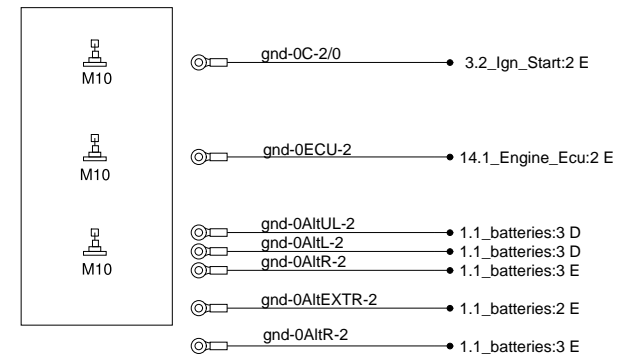 gnd-0C-2/0
3.2_Ign_Start:2 E
M10
gnd-0ECU-2
14.1_Engine_Ecu:2 E
M10
gnd-0AltUL-2
1.1_batteries:3 D
gnd-0AltL-2
1.1_batteries:3 D
M10
gnd-0AltR-2
1.1_batteries:3 E
gnd-0AltEXTR-2
1.1_batteries:2 E
gnd-0AltR-2
1.1_batteries:3 E